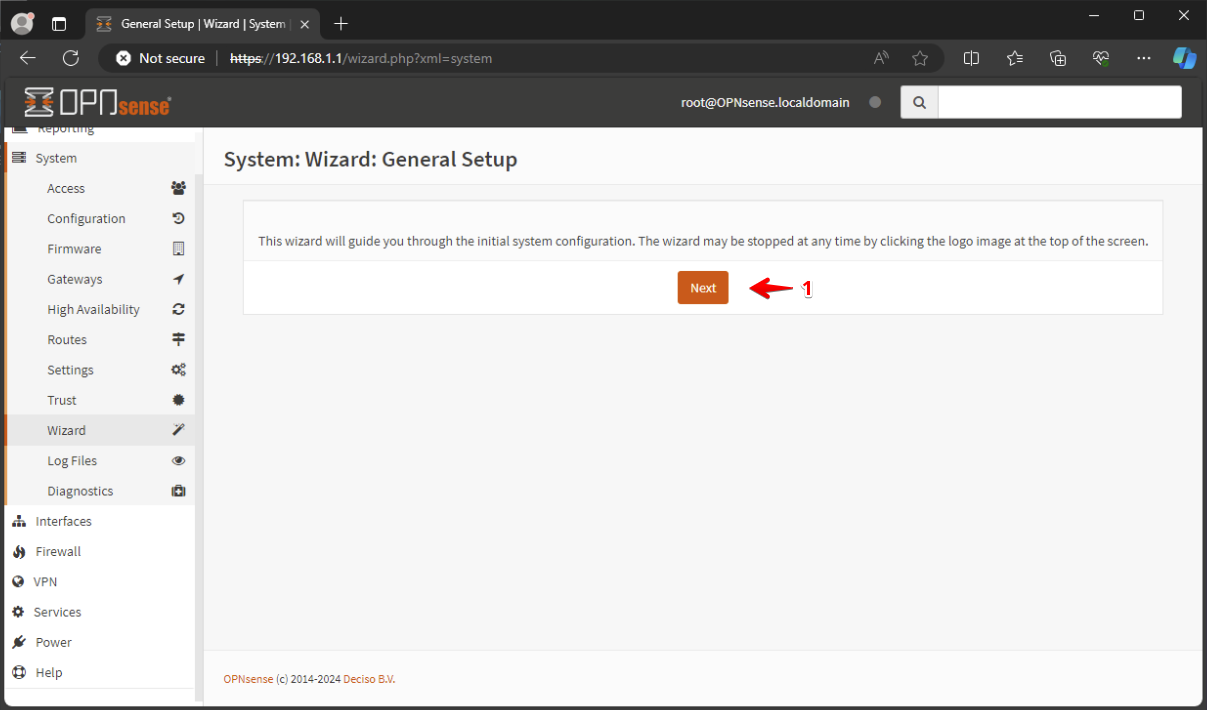 General Setup | Wizard | System
Not secure
https://192.168.1.1/wizard.php?xml=system
OPNsense
root@OPNsense.localdomain
Reporting
System
Access
Configuration
Firmware
Gateways
High Availability
Routes
Settings
Trust
Wizard
Log Files
Diagnostics
Interfaces
Firewall
VPN
Services
Power
Help
System: Wizard: General Setup
This wizard will guide you through the initial system configuration. The wizard may be stopped at any time by clicking the logo image at the top of the screen.
Next
1
OPNsense (c) 2014-2024 Deciso B.V.